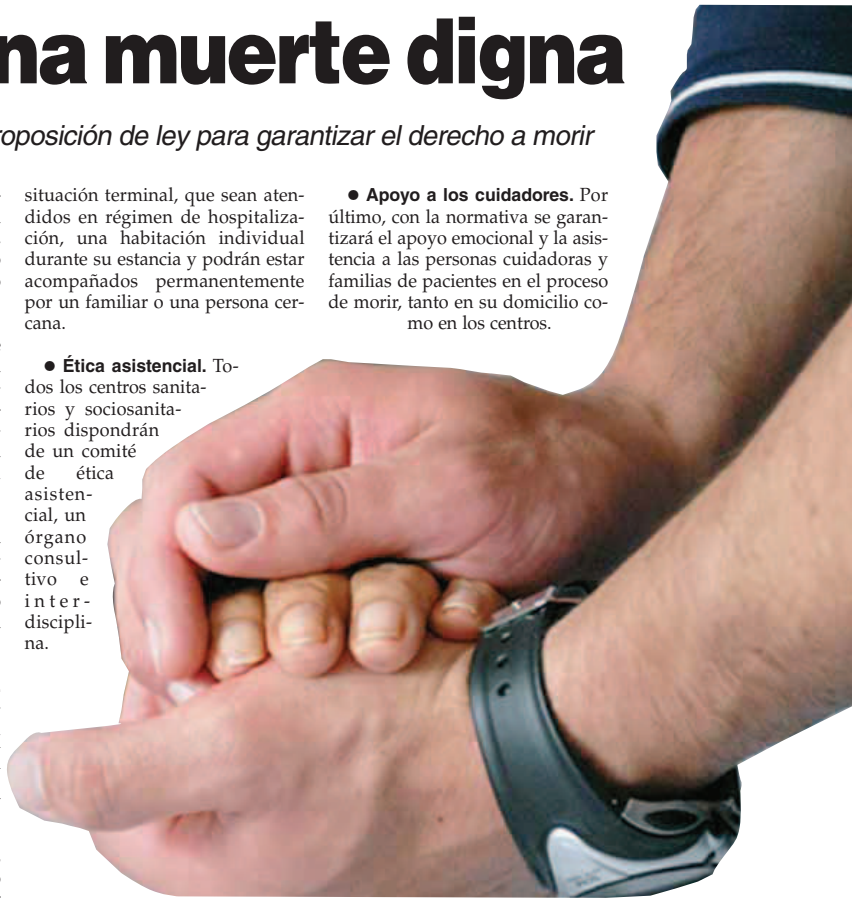 na muerte digna
roposición de ley para garantizar el derecho a morir
situación terminal, que sean aten-
didos en régimen de hospitaliza-
ción, una habitación individual
durante su estancia y podrán estar
acompañados permanentemente
por un familiar o una persona cer-
cana.
● Ética asistencial. To-
dos los centros sanita-
rios y sociosanita-
rios dispondrán
de un comité
de ética
asisten-
cial, un
órgano
consul-
tivo e
inter-
discipli-
na.
● Apoyo a los cuidadores. Por
último, con la normativa se garan-
tizará el apoyo emocional y la asis-
tencia a las personas cuidadoras y
familias de pacientes en el proceso
de morir, tanto en su domicilio co-
mo en los centros.